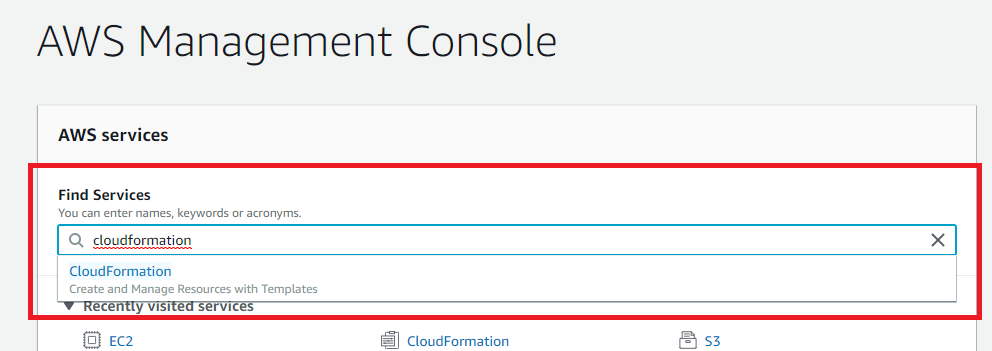 AWS Management Console
AWS services
Find Services
You can enter names, keywords or acronyms.
cloudformation
CloudFormation
Create and Manage Resources with Templates
Recently visited services
EC2 CloudFormation S3